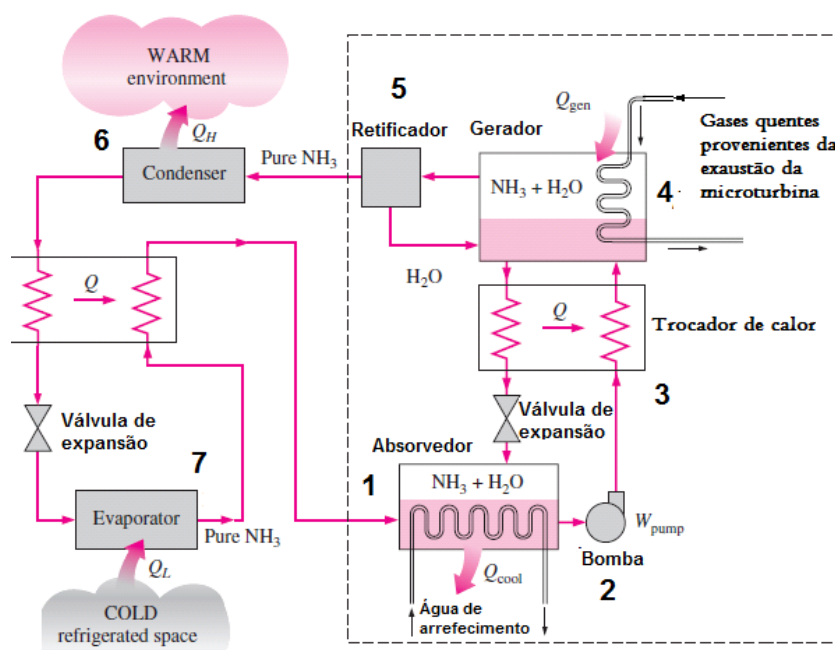 WARM
environment
Q_H
6
Condenser
Pure NH₃
5
Retificador
Gerador
Q_gen
NH₃ + H₂O
4
Gases quentes
provenientes da
exaustão da
microturbina
H₂O
Q
Q
Trocador de calor
3
Válvula de
expansão
Válvula de
expansão
7
Evaporator
Pure NH₃
Q_L
COLD
refrigerated space
Absorvedor
1
NH₃ + H₂O
Q_cool
W_pump
Bomba
2
Água de
arrefecimento